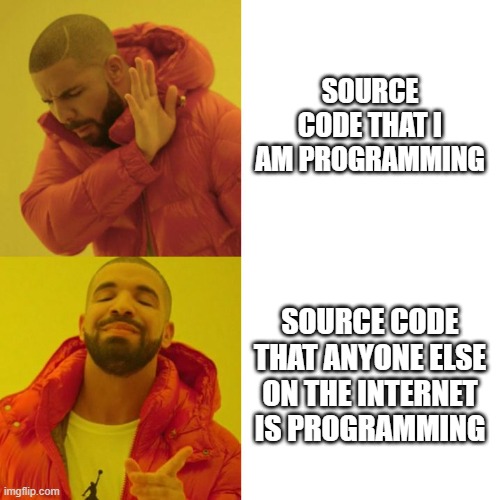 SOURCE
CODE THAT I
AM PROGRAMMING
SOURCE CODE
THAT ANYONE ELSE
ON THE INTERNET
IS PROGRAMMING
imgflip.com